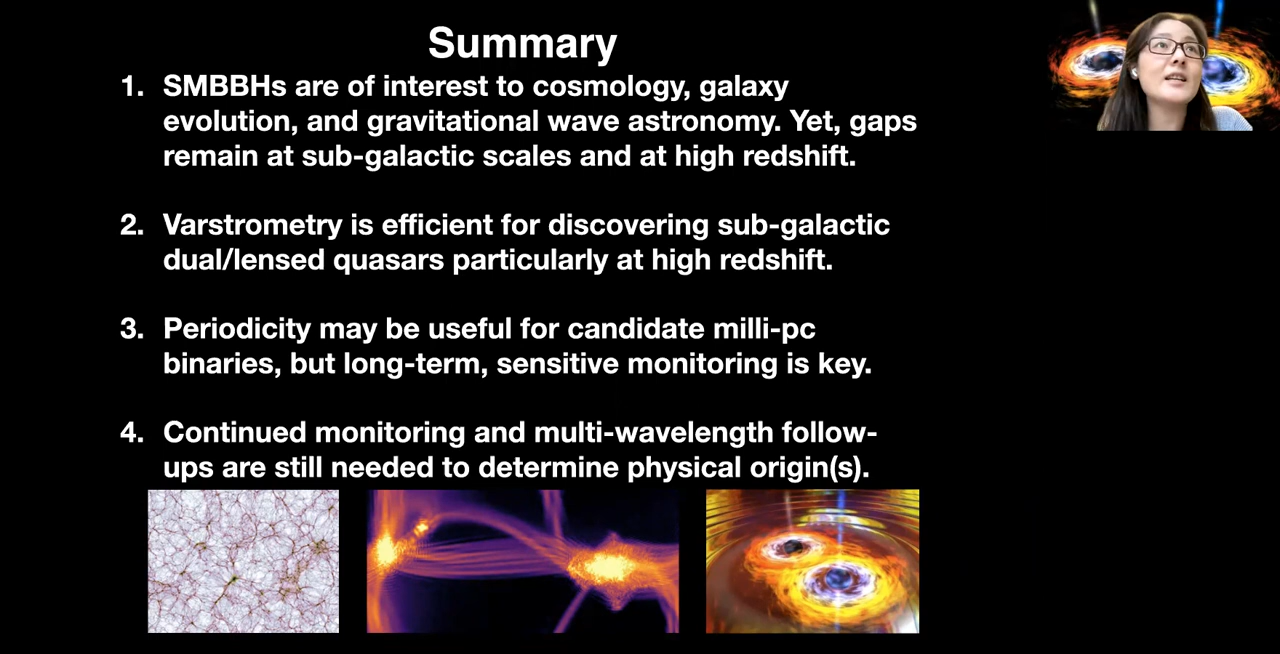 Summary
1. SMBBHs are of interest to cosmology, galaxy
evolution, and gravitational wave astronomy. Yet, gaps
remain at sub-galactic scales and at high redshift.
2. Varstrometry is efficient for discovering sub-galactic
dual/lensed quasars particularly at high redshift.
3. Periodicity may be useful for candidate milli-pc
binaries, but long-term, sensitive monitoring is key.
4. Continued monitoring and multi-wavelength follow-
ups are still needed to determine physical origin(s).